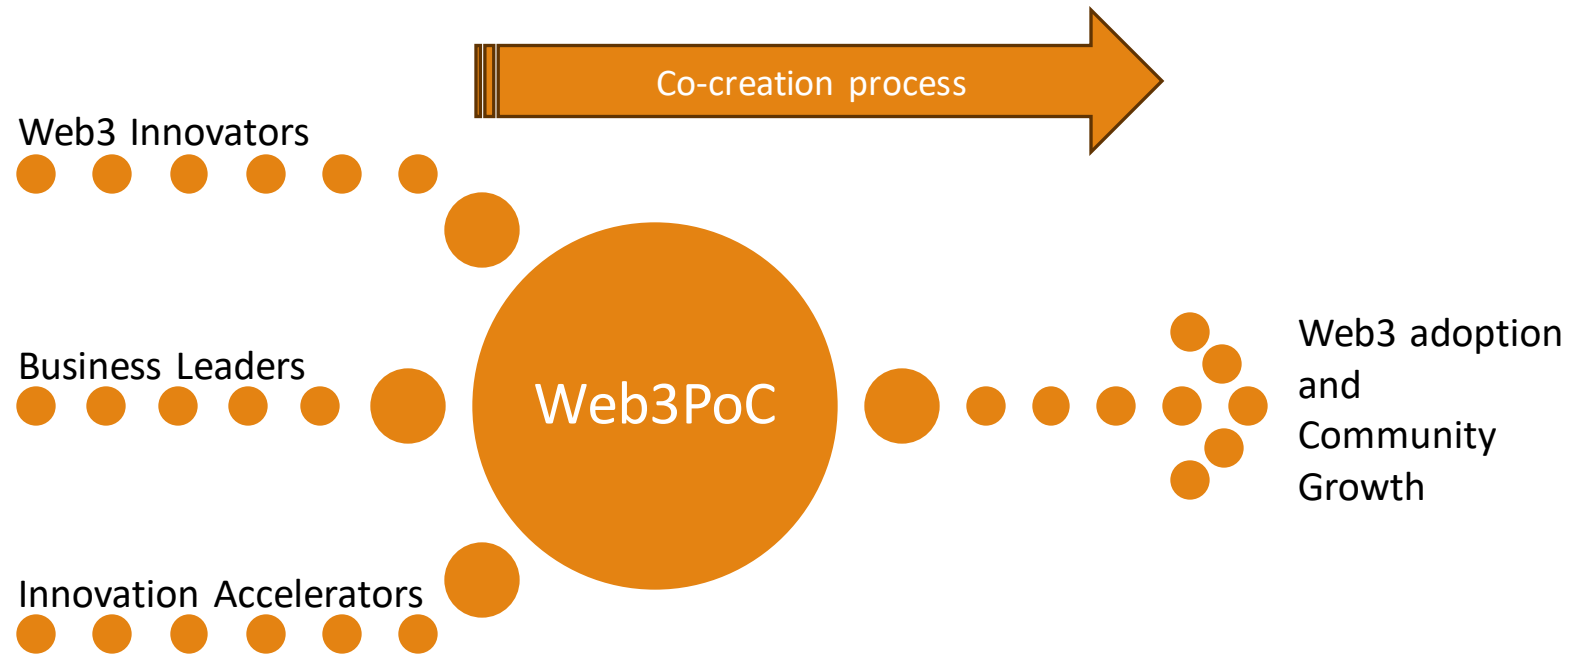 Co-creation process
Web3 Innovators
Business Leaders
Web3PoC
Innovation Accelerators
Web3 adoption
and
Community
Growth